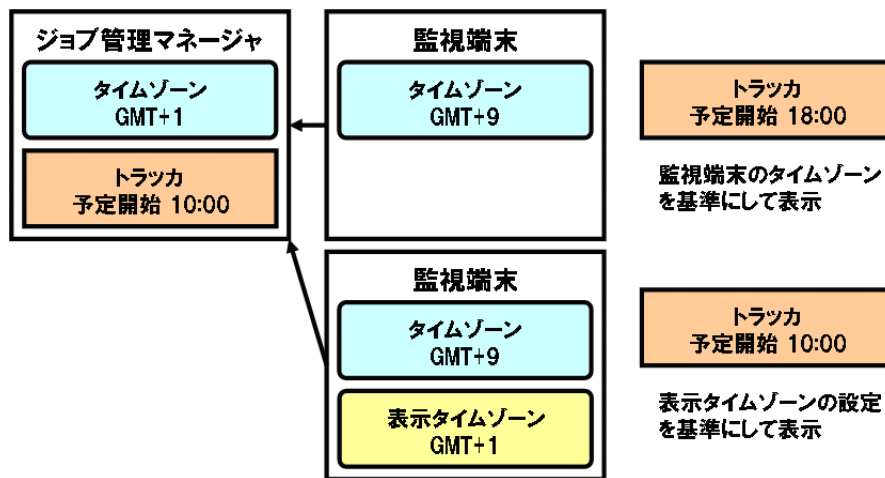 ジョブ管理マネージャ
タイムゾーン
GMT+1
トラッカ
予定開始 10:00
監視端末
タイムゾーン
GMT+9
トラッカ
予定開始 18:00
監視端末のタイムゾーン
を基準にして表示
監視端末
タイムゾーン
GMT+9
表示タイムゾーン
GMT+1
トラッカ
予定開始 10:00
表示タイムゾーンの設定
を基準にして表示